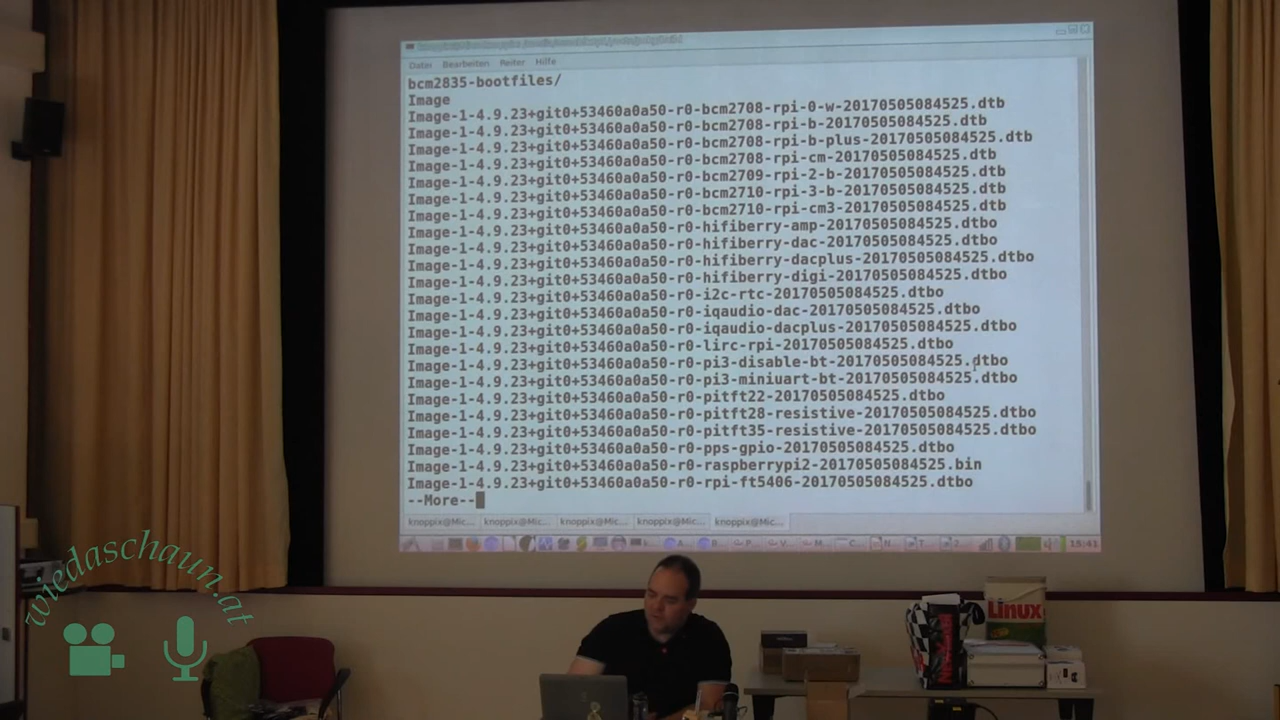 Datei Bearbeiten Reiter Hilfe
bcm2835-bootfiles/
Image
Image-1-4.9.23+git0+53460a0a50-r0-bcm2708-rpi-0-w-20170505084525.dtb
Image-1-4.9.23+git0+53460a0a50-r0-bcm2708-rpi-b-20170505084525.dtb
Image-1-4.9.23+git0+53460a0a50-r0-bcm2708-rpi-b-plus-20170505084525.dtb
Image-1-4.9.23+git0+53460a0a50-r0-bcm2708-rpi-cm-20170505084525.dtb
Image-1-4.9.23+git0+53460a0a50-r0-bcm2709-rpi-2-b-20170505084525.dtb
Image-1-4.9.23+git0+53460a0a50-r0-bcm2710-rpi-3-b-20170505084525.dtb
Image-1-4.9.23+git0+53460a0a50-r0-bcm2710-rpi-cm3-20170505084525.dtb
Image-1-4.9.23+git0+53460a0a50-r0-hifiberry-amp-20170505084525.dtbo
Image-1-4.9.23+git0+53460a0a50-r0-hifiberry-dac-20170505084525.dtbo
Image-1-4.9.23+git0+53460a0a50-r0-hifiberry-dacplus-20170505084525.dtbo
Image-1-4.9.23+git0+53460a0a50-r0-hifiberry-digi-20170505084525.dtbo
Image-1-4.9.23+git0+53460a0a50-r0-i2c-rtc-20170505084525.dtbo
Image-1-4.9.23+git0+53460a0a50-r0-iqaudio-dac-20170505084525.dtbo
Image-1-4.9.23+git0+53460a0a50-r0-iqaudio-dacplus-20170505084525.dtbo
Image-1-4.9.23+git0+53460a0a50-r0-lirc-rpi-20170505084525.dtbo
Image-1-4.9.23+git0+53460a0a50-r0-pi3-disable-bt-20170505084525.dtbo
Image-1-4.9.23+git0+53460a0a50-r0-pi3-miniuart-bt-20170505084525.dtbo
Image-1-4.9.23+git0+53460a0a50-r0-pitft22-20170505084525.dtbo
Image-1-4.9.23+git0+53460a0a50-r0-pitft28-resistive-20170505084525.dtbo
Image-1-4.9.23+git0+53460a0a50-r0-pitft35-resistive-20170505084525.dtbo
Image-1-4.9.23+git0+53460a0a50-r0-pps-gpio-20170505084525.dtbo
Image-1-4.9.23+git0+53460a0a50-r0-raspberrypi2-20170505084525.bin
Image-1-4.9.23+git0+53460a0a50-r0-rpi-ft5406-20170505084525.dtbo
--More--
knoppix@Mic... knoppix@Mic... knoppix@Mic... knoppix@Mic... knoppix@Mic...
15:41
wiedaschaun.at
Linux